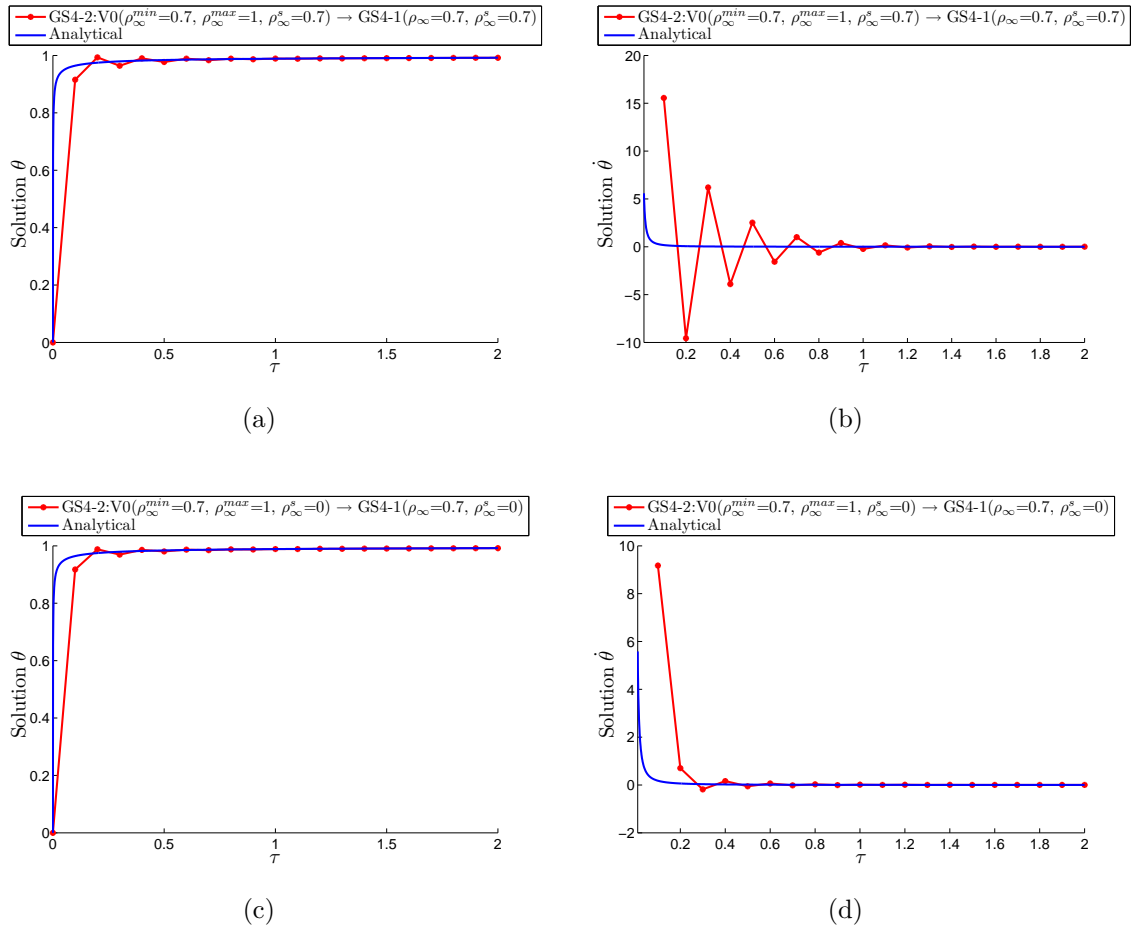 GS4-2:V0(ρ∞^min=0.7, ρ∞^max=1, ρ∞^s=0.7) → GS4-1(ρ∞=0.7, ρ∞^s=0.7)
Analytical
1
0.8
0.6
0.4
0.2
0
Solution θ
0 0.5 1 1.5 2
τ
(a)
GS4-2:V0(ρ∞^min=0.7, ρ∞^max=1, ρ∞^s=0.7) → GS4-1(ρ∞=0.7, ρ∞^s=0.7)
Analytical
20
15
10
5
0
−5
−10
Solution θ̇
0.2 0.4 0.6 0.8 1 1.2 1.4 1.6 1.8 2
τ
(b)
GS4-2:V0(ρ∞^min=0.7, ρ∞^max=1, ρ∞^s=0) → GS4-1(ρ∞=0.7, ρ∞^s=0)
Analytical
1
0.8
0.6
0.4
0.2
0
Solution θ
0 0.5 1 1.5 2
τ
(c)
GS4-2:V0(ρ∞^min=0.7, ρ∞^max=1, ρ∞^s=0) → GS4-1(ρ∞=0.7, ρ∞^s=0)
Analytical
10
8
6
4
2
0
−2
Solution θ̇
0.2 0.4 0.6 0.8 1 1.2 1.4 1.6 1.8 2
τ
(d)